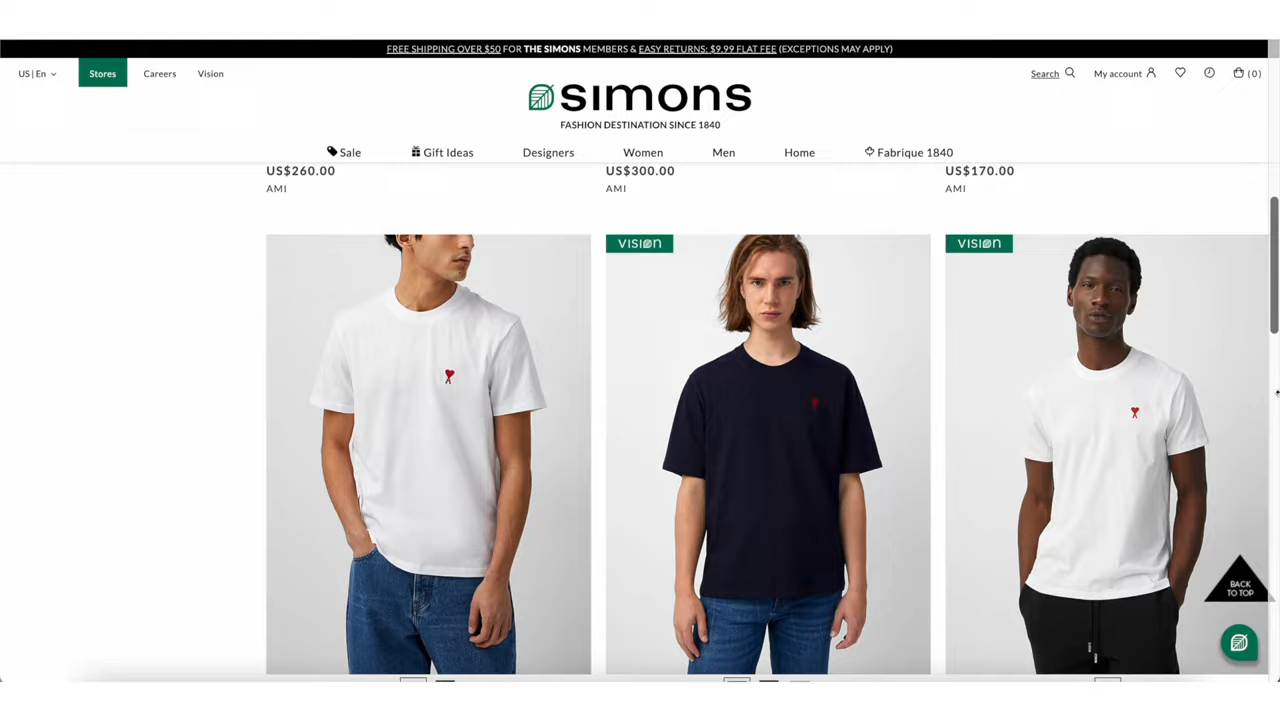 FREE SHIPPING OVER $50 FOR THE SIMONS MEMBERS & EASY RETURNS: $9.99 FLAT FEE (EXCEPTIONS MAY APPLY)
US | En Stores Careers Vision Search My account (0)
sımons
FASHION DESTINATION SINCE 1840
Sale Gift Ideas Designers Women Men Home Fabrique 1840
US$260.00 US$300.00 US$170.00
AMI AMI AMI
VISION VISION
BACK
TO TOP